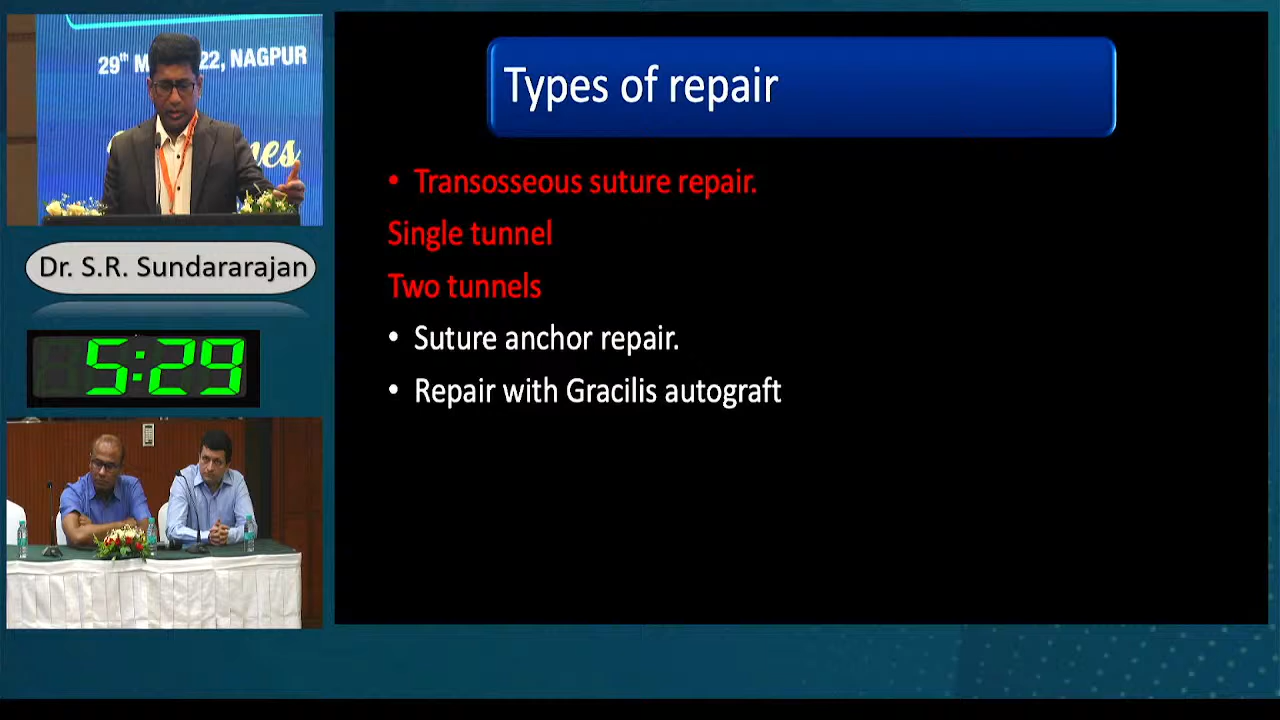 29th M 22, NAGPUR
Dr. S.R. Sundararajan
5:29
Types of repair
• Transosseous suture repair.
Single tunnel
Two tunnels
• Suture anchor repair.
• Repair with Gracilis autograft